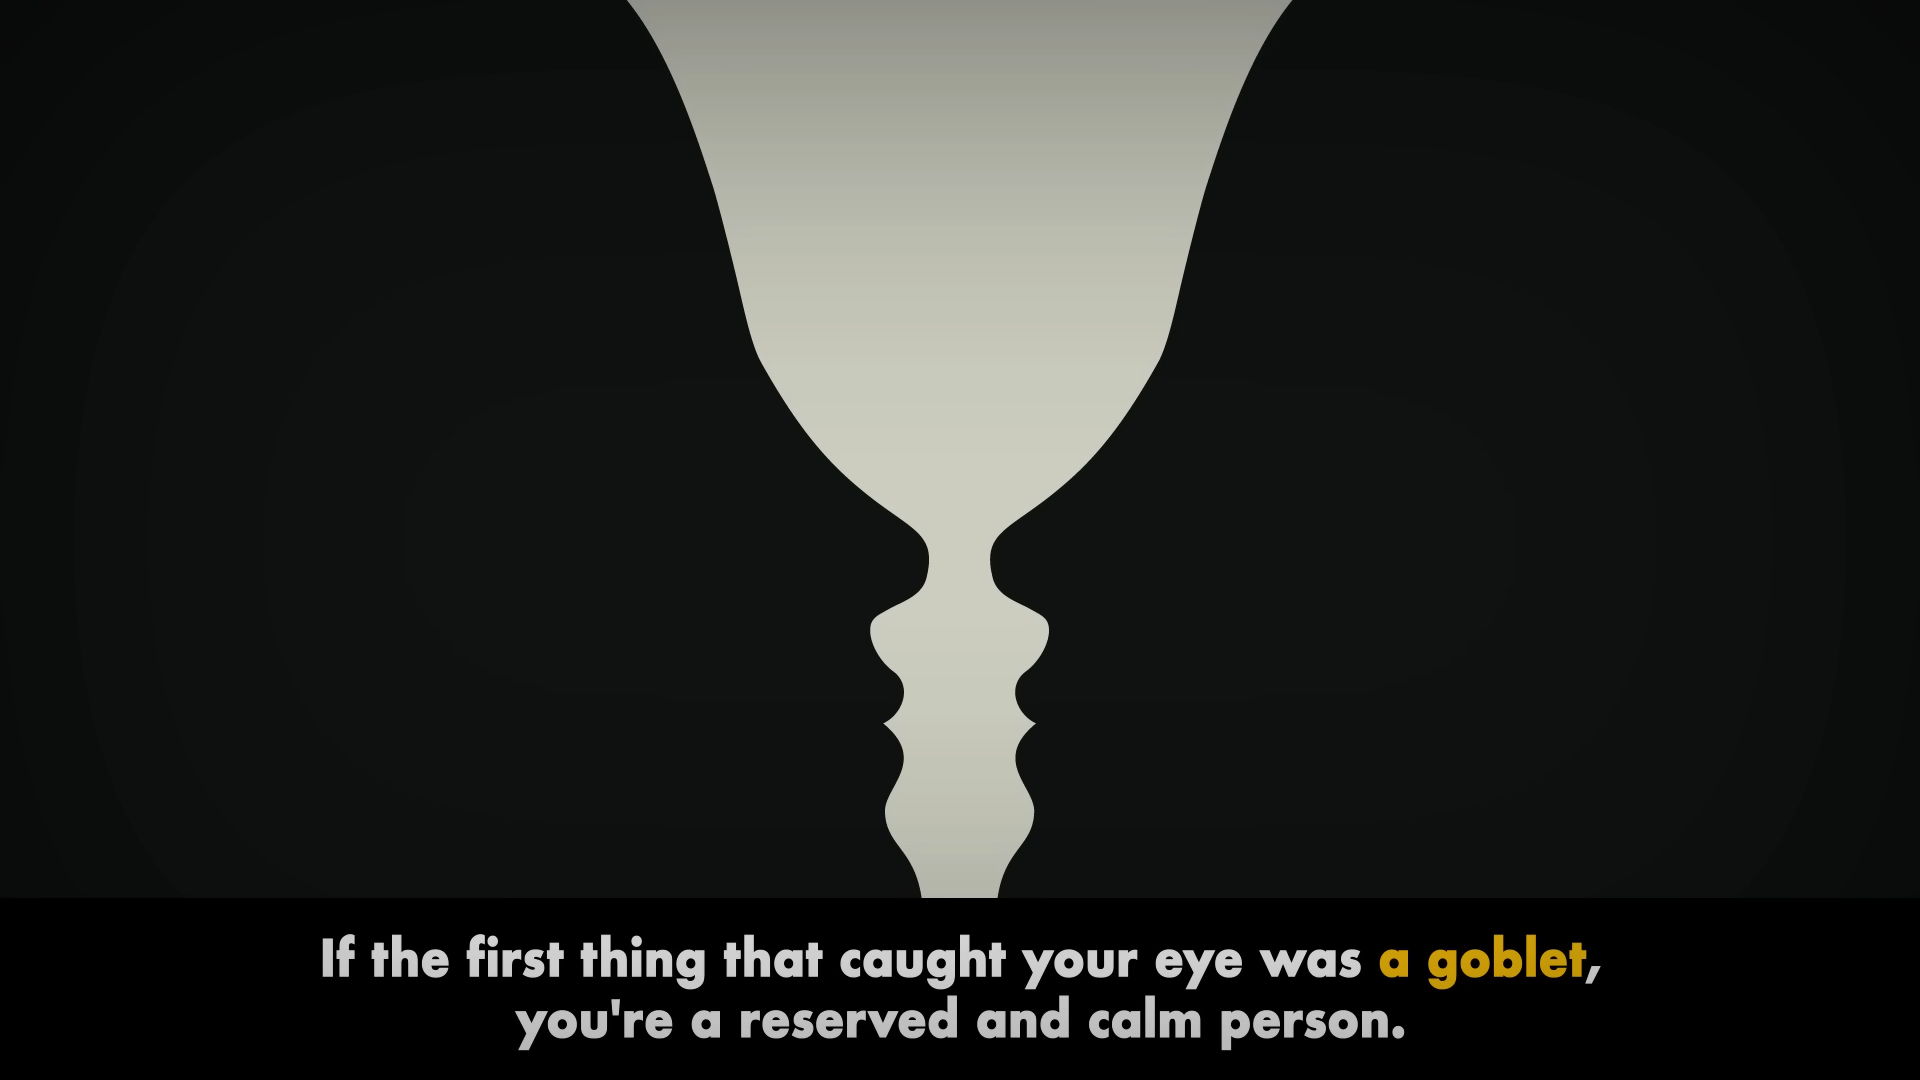 If the first thing that caught your eye was a goblet,
you're a reserved and calm person.